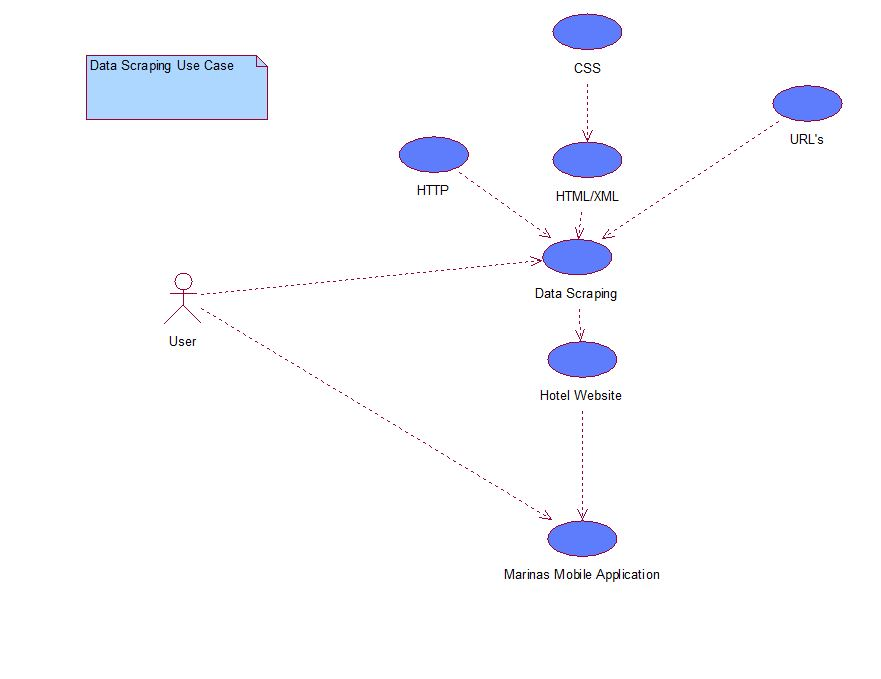 Data Scraping Use Case
CSS
URL's
HTTP
HTML/XML
Data Scraping
User
Hotel Website
Marinas Mobile Application